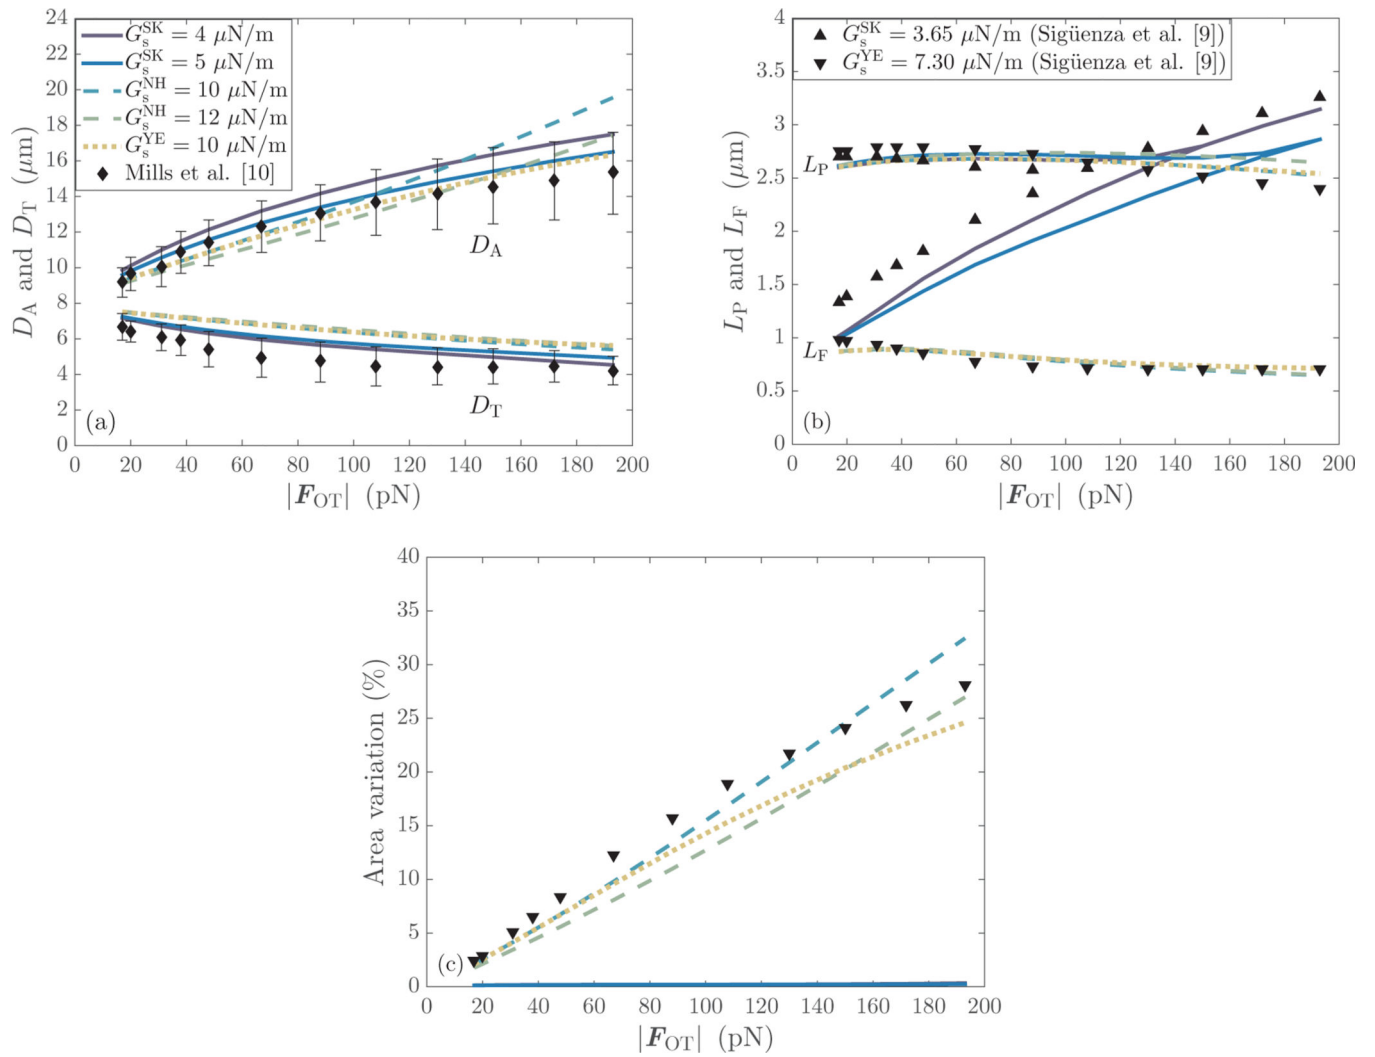 24
22
20
18
16
14
12
10
8
6
4
2
0
D_A and D_T (μm)
G_s^SK = 4 μN/m
G_s^SK = 5 μN/m
G_s^NH = 10 μN/m
G_s^NH = 12 μN/m
G_s^YE = 10 μN/m
Mills et al. [10]
D_A
D_T
(a)
0 20 40 60 80 100 120 140 160 180 200
|F_OT| (pN)
4
3.5
3
2.5
2
1.5
1
0.5
0
L_P and L_F (μm)
G_s^SK = 3.65 μN/m (Sigüenza et al. [9])
G_s^YE = 7.30 μN/m (Sigüenza et al. [9])
L_P
L_F
(b)
0 20 40 60 80 100 120 140 160 180 200
|F_OT| (pN)
40
35
30
25
20
15
10
5
0
Area variation (%)
(c)
0 20 40 60 80 100 120 140 160 180 200
|F_OT| (pN)